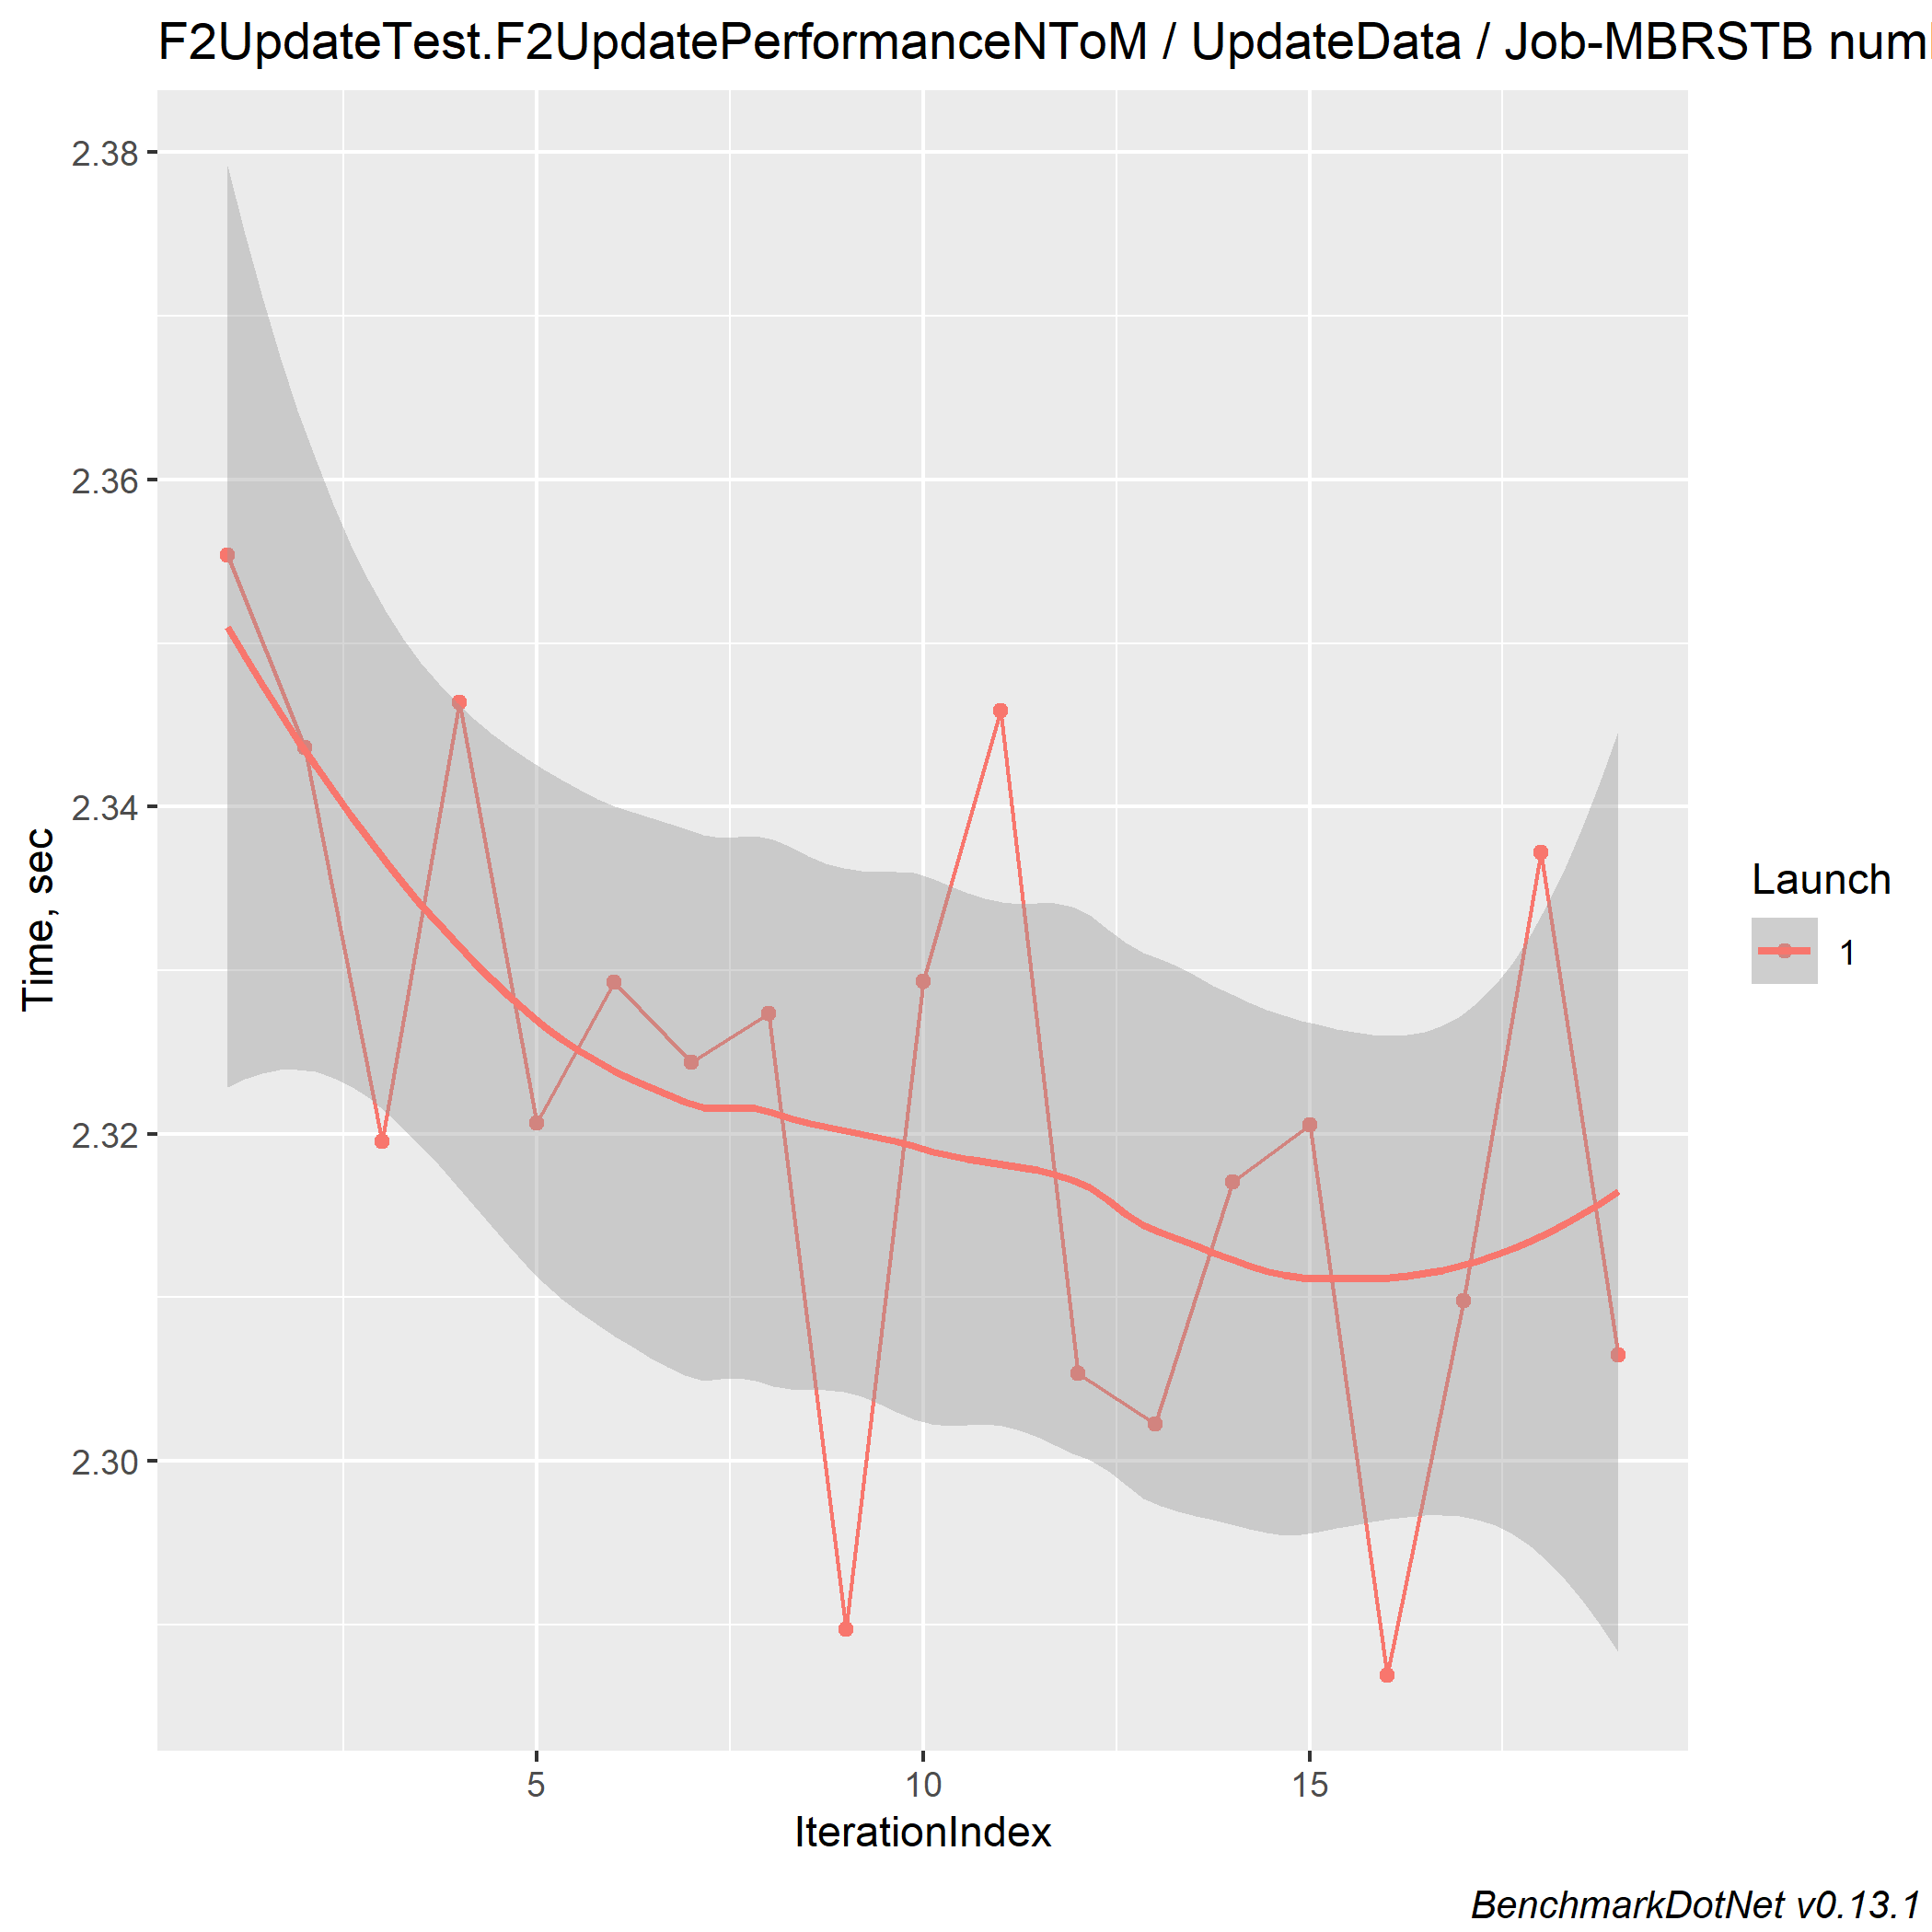 F2UpdateTest.F2UpdatePerformanceNToM / UpdateData / Job-MBRSTB
2.38
2.36
2.34
2.32
2.30
Time, sec
5 10 15
IterationIndex
Launch
1
BenchmarkDotNet v0.13.1